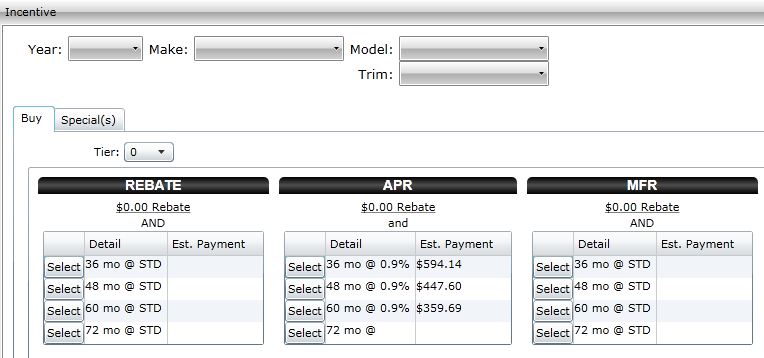 Incentive
Year: Make: Model:
Trim:
Buy Special(s)
Tier: 0
REBATE APR MFR
$0.00 Rebate $0.00 Rebate $0.00 Rebate
AND and AND
Detail Est. Payment Detail Est. Payment Detail Est. Payment
Select 36 mo @ STD Select 36 mo @ 0.9% $594.14 Select 36 mo @ STD
Select 48 mo @ STD Select 48 mo @ 0.9% $447.60 Select 48 mo @ STD
Select 60 mo @ STD Select 60 mo @ 0.9% $359.69 Select 60 mo @ STD
Select 72 mo @ STD Select 72 mo @ Select 72 mo @ STD